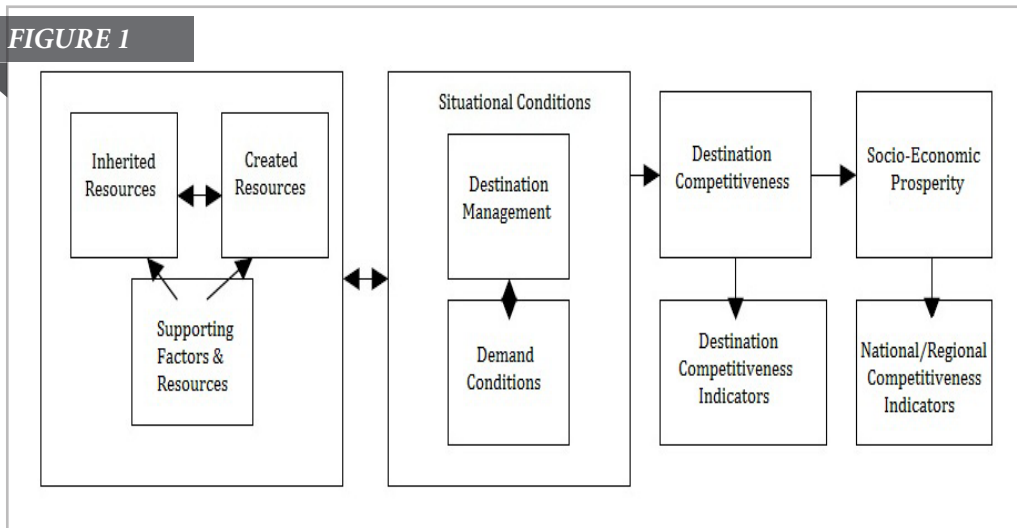 FIGURE 1
Inherited
Resources
Created
Resources
Supporting
Factors &
Resources
Situational Conditions
Destination
Management
Demand
Conditions
Destination
Competitiveness
Socio-Economic
Prosperity
Destination
Competitiveness
Indicators
National/Regional
Competitiveness
Indicators